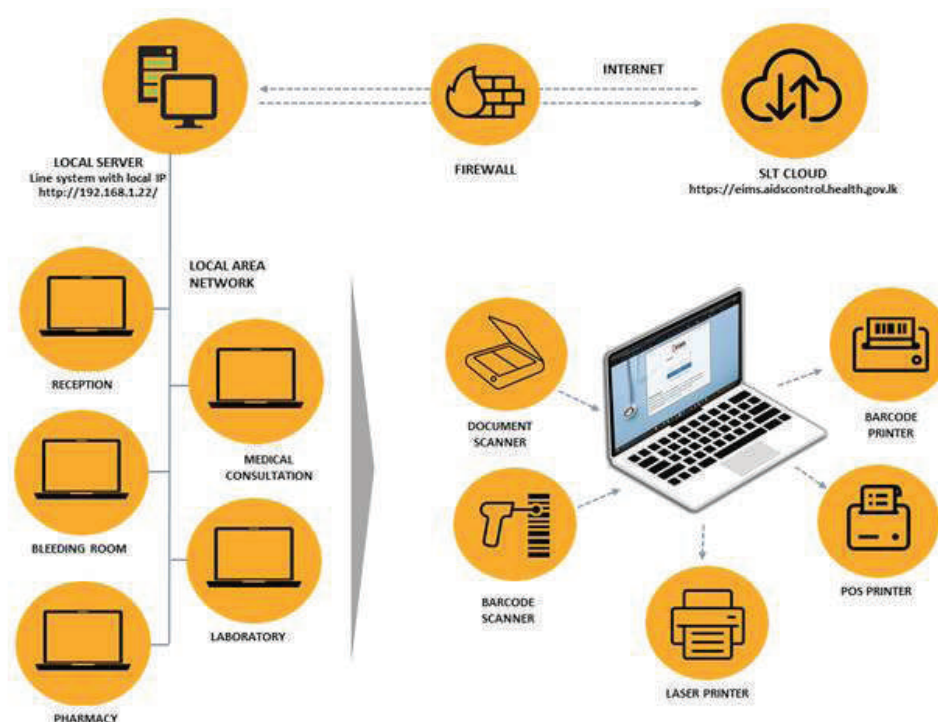 INTERNET
LOCAL SERVER
Line system with local IP
http://192.168.1.22/
FIREWALL
SLT CLOUD
https://eims.aidscontrol.health.gov.lk
LOCAL AREA
NETWORK
RECEPTION
MEDICAL
CONSULTATION
BLEEDING ROOM
LABORATORY
PHARMACY
DOCUMENT
SCANNER
BARCODE
PRINTER
BARCODE
SCANNER
POS PRINTER
LASER PRINTER